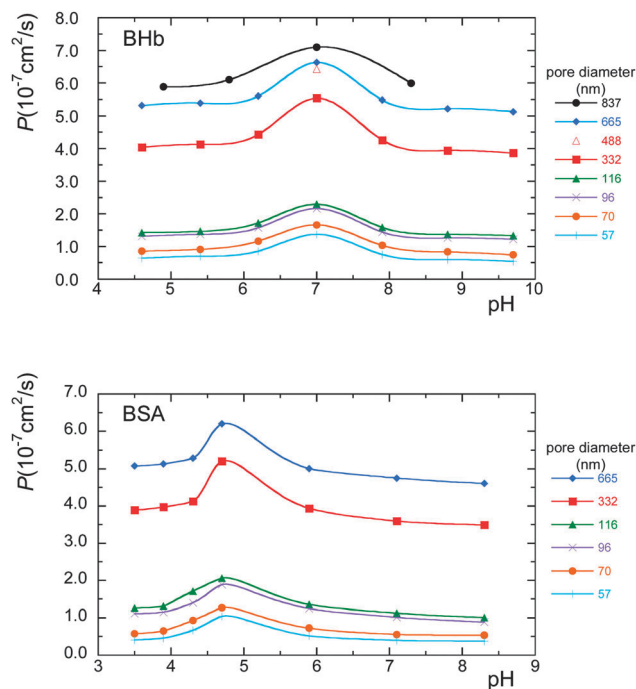 BHb
P(10⁻⁷cm²/s)
8.0
7.0
6.0
5.0
4.0
3.0
2.0
1.0
0.0
4 5 6 7 8 9 10
pH
pore diameter
(nm)
837
665
488
332
116
96
70
57
BSA
P(10⁻⁷cm²/s)
7.0
6.0
5.0
4.0
3.0
2.0
1.0
0.0
3 4 5 6 7 8 9
pH
pore diameter
(nm)
665
332
116
96
70
57